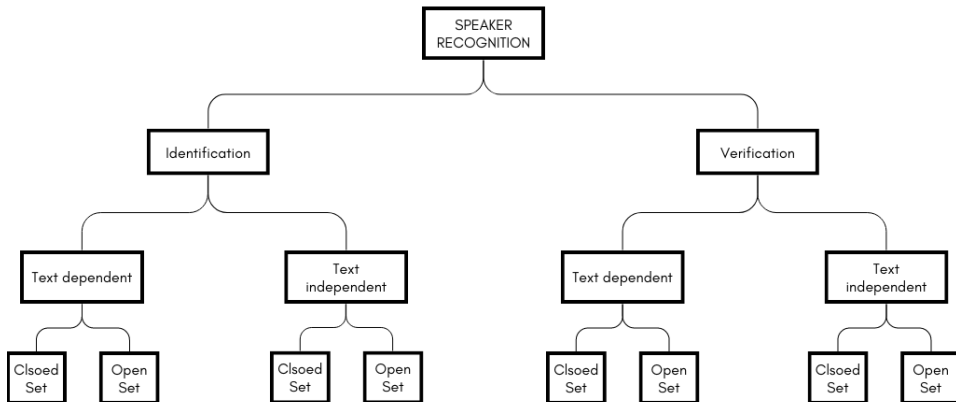 SPEAKER
RECOGNITION
Identification
Verification
Text dependent
Text
independent
Text dependent
Text
independent
Clsoed
Set
Open
Set
Clsoed
Set
Open
Set
Clsoed
Set
Open
Set
Clsoed
Set
Open
Set